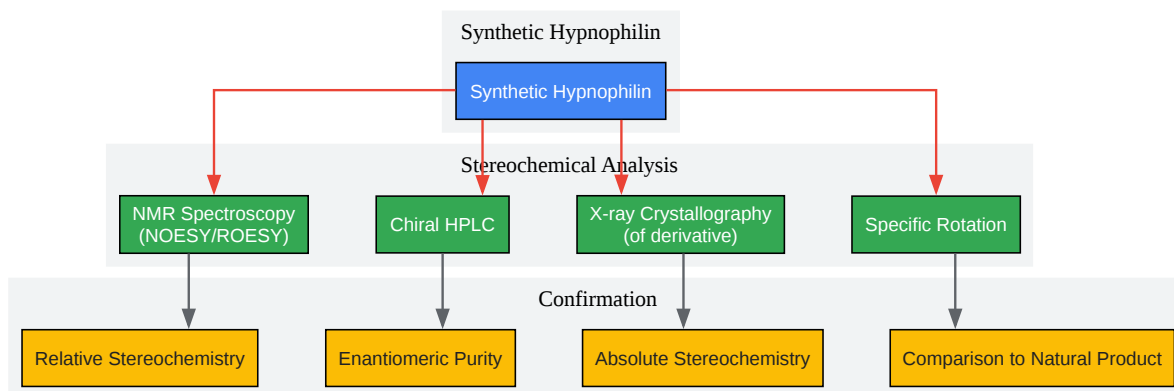 Synthetic Hypnophilin
Synthetic Hypnophilin
Stereochemical Analysis
NMR Spectroscopy
(NOESY/ROESY)
Chiral HPLC
X-ray Crystallography
(of derivative)
Specific Rotation
Confirmation
Relative Stereochemistry
Enantiomeric Purity
Absolute Stereochemistry
Comparison to Natural Product